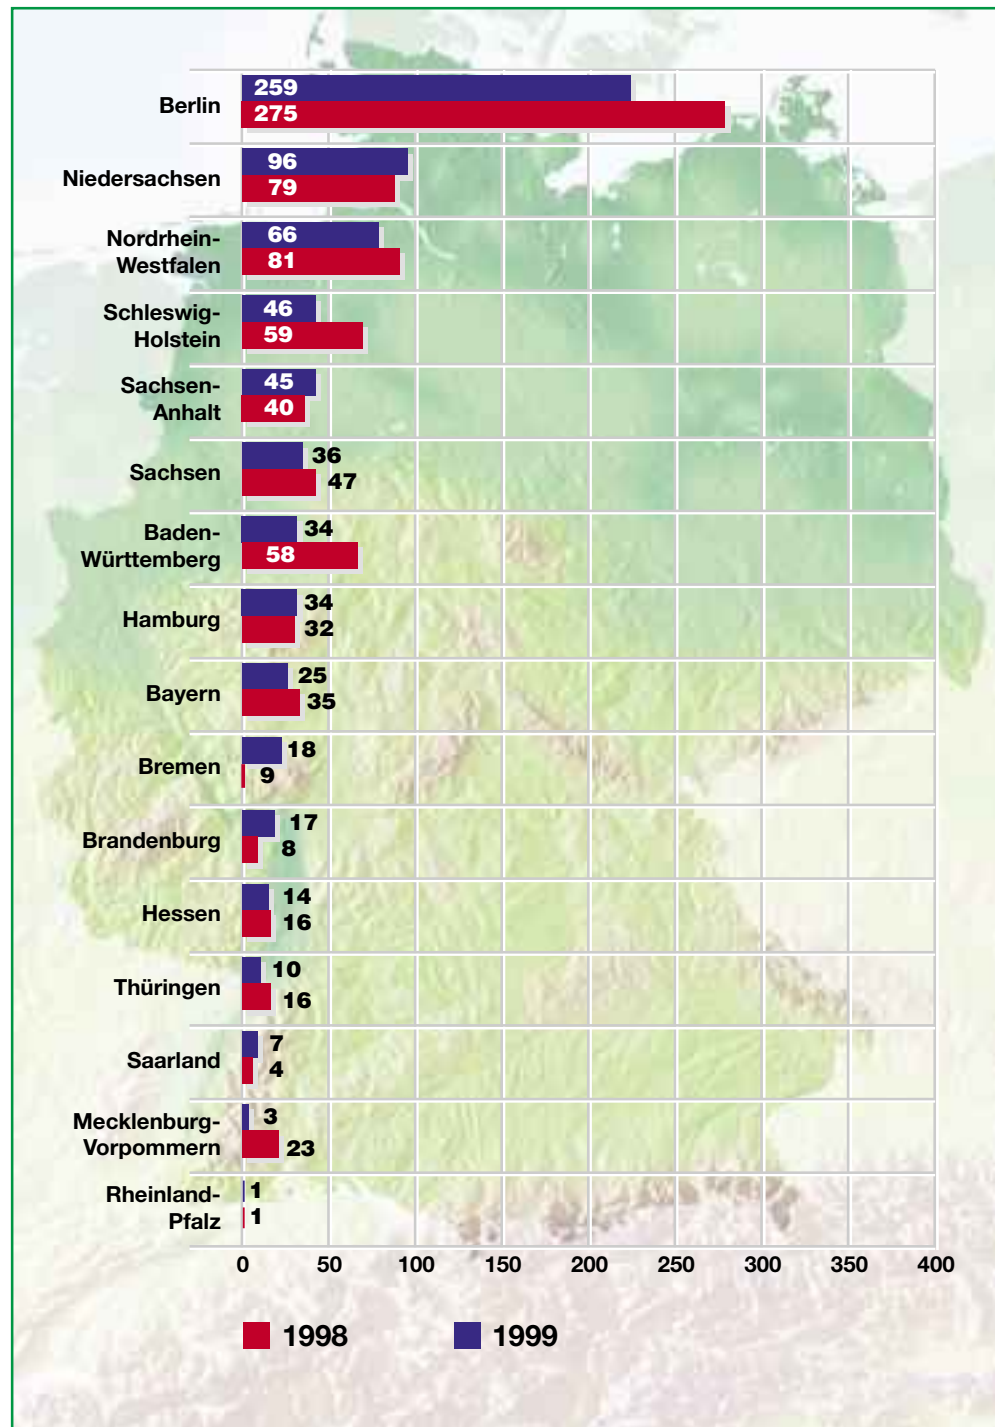 Berlin
259
275
Niedersachsen
96
79
Nordrhein-
Westfalen
66
81
Schleswig-
Holstein
46
59
Sachsen-
Anhalt
45
40
Sachsen
36
47
Baden-
Württemberg
34
58
Hamburg
34
32
Bayern
25
35
Bremen
18
9
Brandenburg
17
8
Hessen
14
16
Thüringen
10
16
Saarland
7
4
Mecklenburg-
Vorpommern
3
23
Rheinland-
Pfalz
1
1
0 50 100 150 200 250 300 350 400
1998 1999